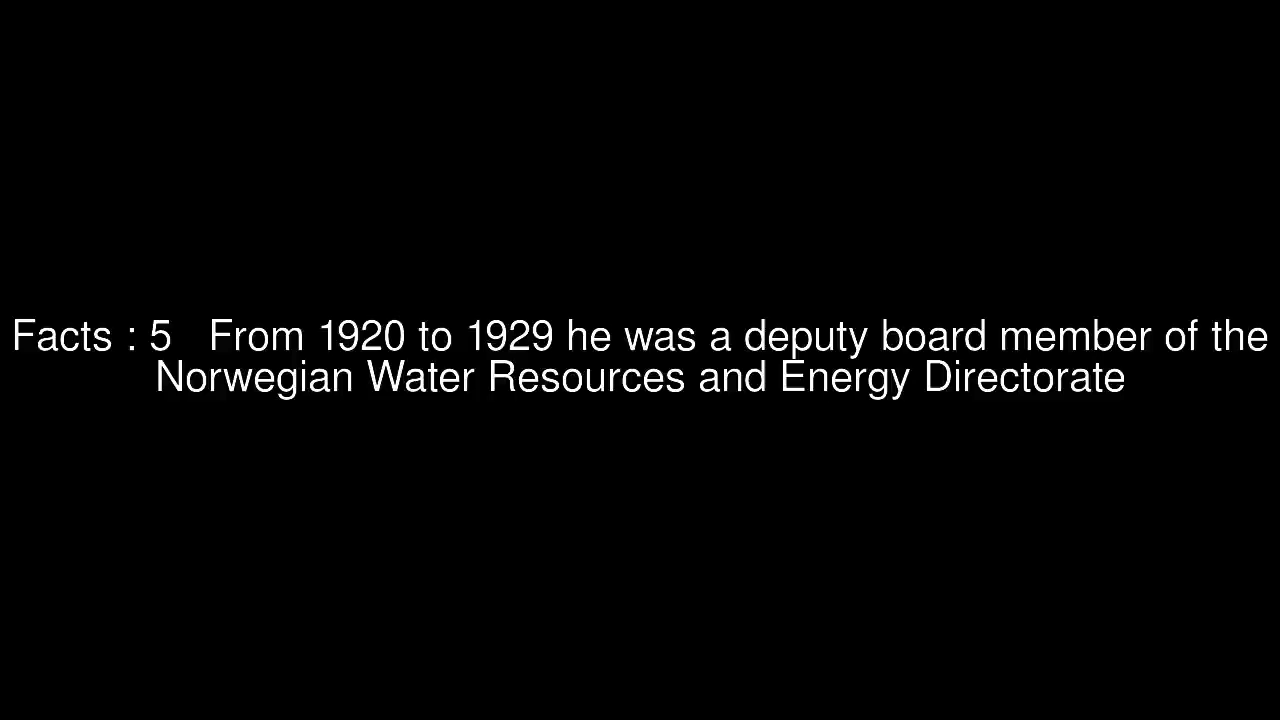 Facts : 5   From 1920 to 1929 he was a deputy board member of the
Norwegian Water Resources and Energy Directorate